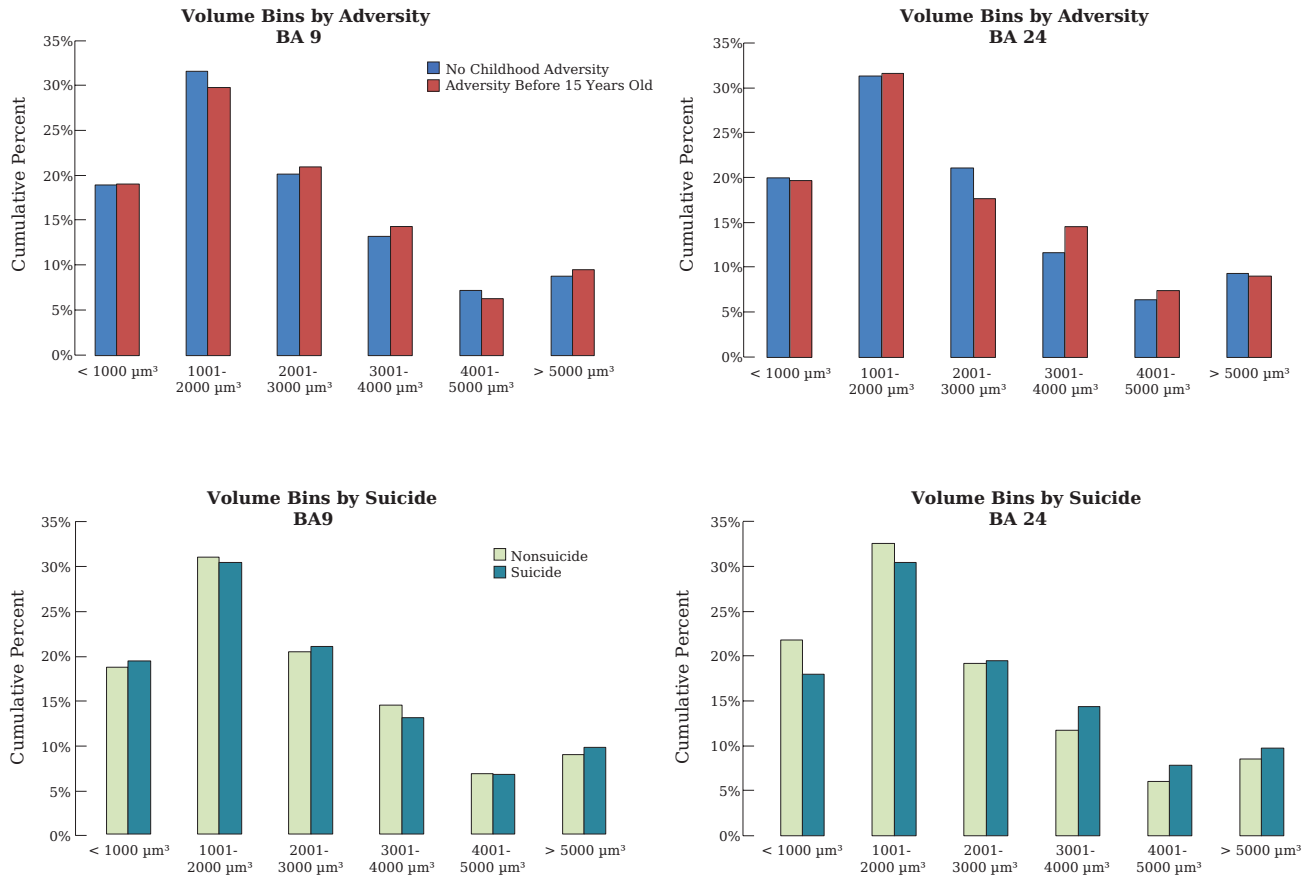 Volume Bins by Adversity
BA 9
35%
30%
25%
20%
15%
10%
5%
0%
Cumulative Percent
No Childhood Adversity
Adversity Before 15 Years Old
< 1000 µm³
1001-
2000 µm³
2001-
3000 µm³
3001-
4000 µm³
4001-
5000 µm³
> 5000 µm³
Volume Bins by Adversity
BA 24
35%
30%
25%
20%
15%
10%
5%
0%
Cumulative Percent
< 1000 µm³
1001-
2000 µm³
2001-
3000 µm³
3001-
4000 µm³
4001-
5000 µm³
> 5000 µm³
Volume Bins by Suicide
BA9
35%
30%
25%
20%
15%
10%
5%
0%
Cumulative Percent
Nonsuicide
Suicide
< 1000 µm³
1001-
2000 µm³
2001-
3000 µm³
3001-
4000 µm³
4001-
5000 µm³
> 5000 µm³
Volume Bins by Suicide
BA 24
35%
30%
25%
20%
15%
10%
5%
0%
Cumulative Percent
< 1000 µm³
1001-
2000 µm³
2001-
3000 µm³
3001-
4000 µm³
4001-
5000 µm³
> 5000 µm³